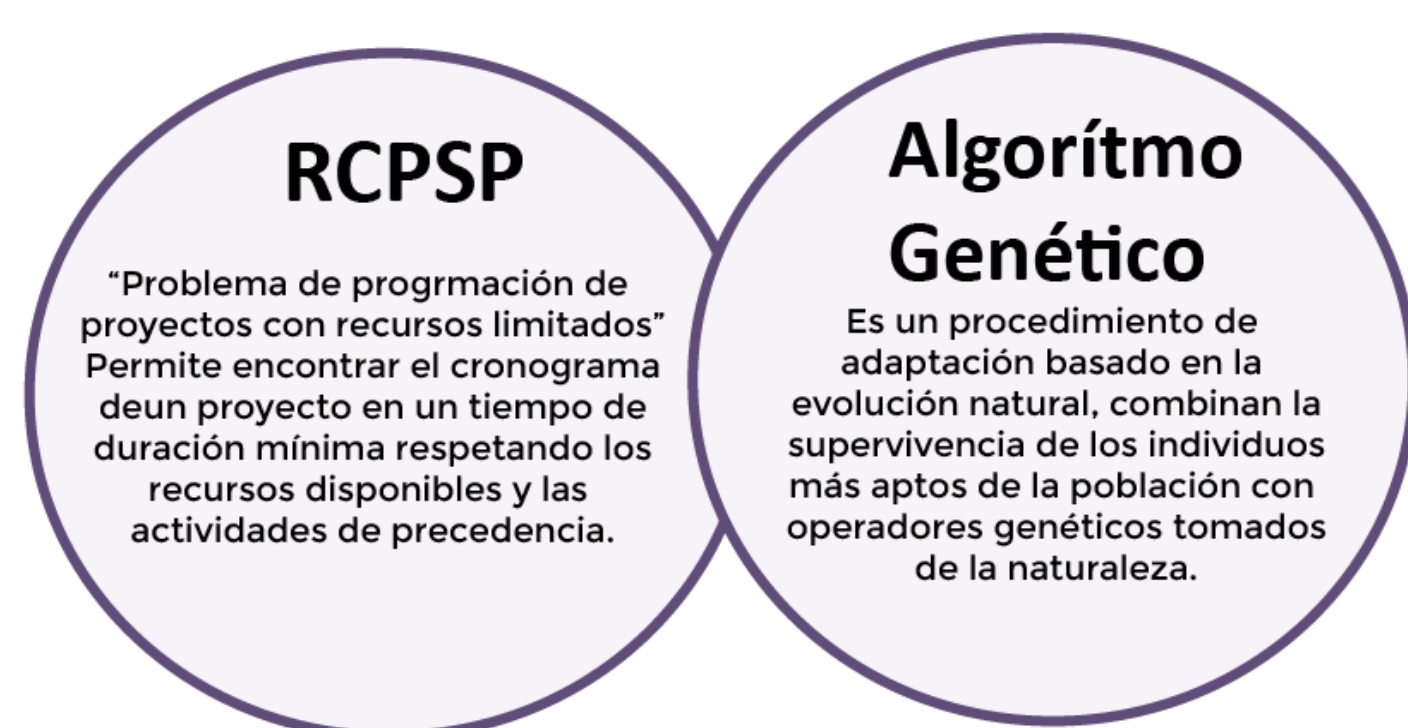 RCPSP
“Problema de progrmación de
proyectos con recursos limitados”
Permite encontrar el cronograma
deun proyecto en un tiempo de
duración mínima respetando los
recursos disponibles y las
actividades de precedencia.
Algorítmo
Genético
Es un procedimiento de
adaptación basado en la
evolución natural, combinan la
supervivencia de los individuos
más aptos de la población con
operadores genéticos tomados
de la naturaleza.